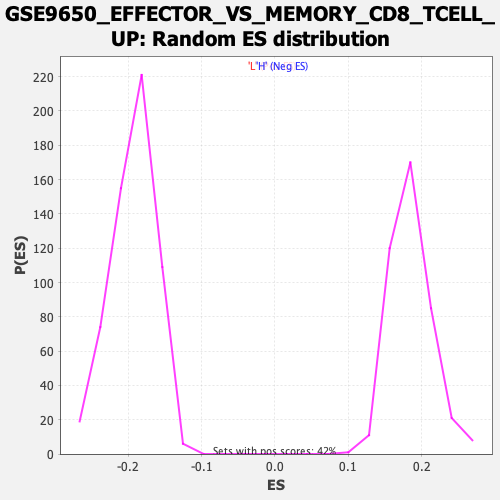 GSE9650_EFFECTOR_VS_MEMORY_CD8_TCELL_
UP: Random ES distribution
'L"H' (Neg ES)
P(ES)
220
200
180
160
140
120
100
80
60
40
20
0
Sets with pos scores: 42%
-0.2 -0.1 0.0 0.1 0.2
ES